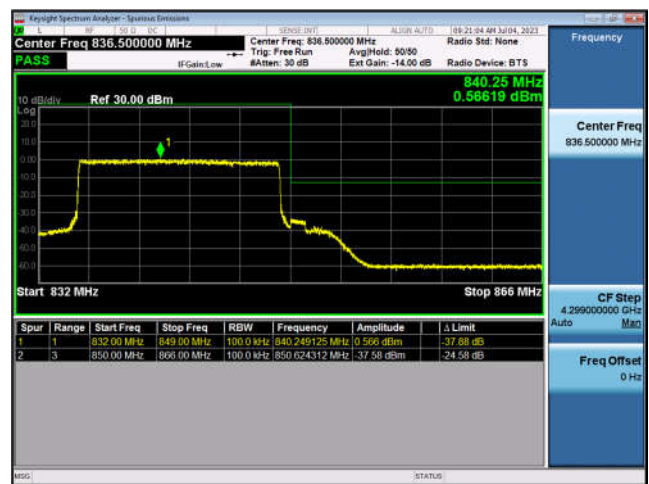 Keysight Spectrum Analyzer - Spurious Emissions
L RF 50 Ω DC SENSE:INT ALIGN AUTO 09:21:04 AM Jul 04, 2023
Center Freq 836.500000 MHz
Center Freq: 836.500000 MHz
Radio Std: None
Trig: Free Run
Avg|Hold: 50/50
PASS
IFGain:Low
#Atten: 30 dB
Ext Gain: -14.00 dB
Radio Device: BTS
Frequency
840.25 MHz
0.56619 dBm
10 dB/div
Ref 30.00 dBm
Log
20.0
10.0
0.00
-10.0
-20.0
-30.0
-40.0
-50.0
-60.0
1
Start 832 MHz
Stop 866 MHz
Center Freq
836.500000 MHz
CF Step
4.299000000 GHz
Auto Man
Freq Offset
0 Hz
Spur Range Start Freq Stop Freq RBW Frequency Amplitude Δ Limit
1 1 832.00 MHz 849.00 MHz 100.0 kHz 840.249125 MHz 0.566 dBm -37.88 dB
2 3 850.00 MHz 866.00 MHz 100.0 kHz 850.624312 MHz -37.58 dBm -24.58 dB
MSG
STATUS